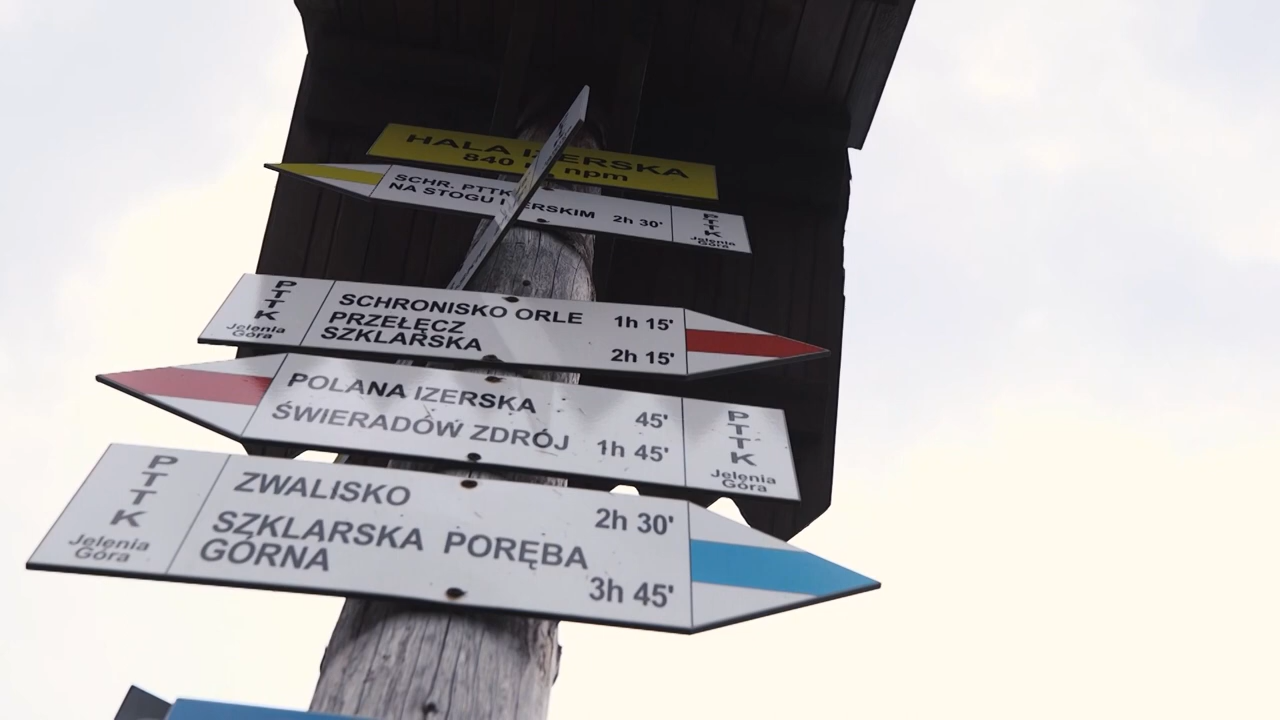 HALA IZERSKA
840 m npm
SCHR. PTTK
NA STOGU IZERSKIM 2h 30'
PTTK
Jelenia
Góra
PTTK
Jelenia
Góra
SCHRONISKO ORLE 1h 15'
PRZEŁĘCZ
SZKLARSKA 2h 15'
POLANA IZERSKA 45'
ŚWIERADÓW ZDRÓJ 1h 45'
PTTK
Jelenia
Góra
PTTK
Jelenia
Góra
ZWALISKO 2h 30'
SZKLARSKA PORĘBA
GÓRNA 3h 45'